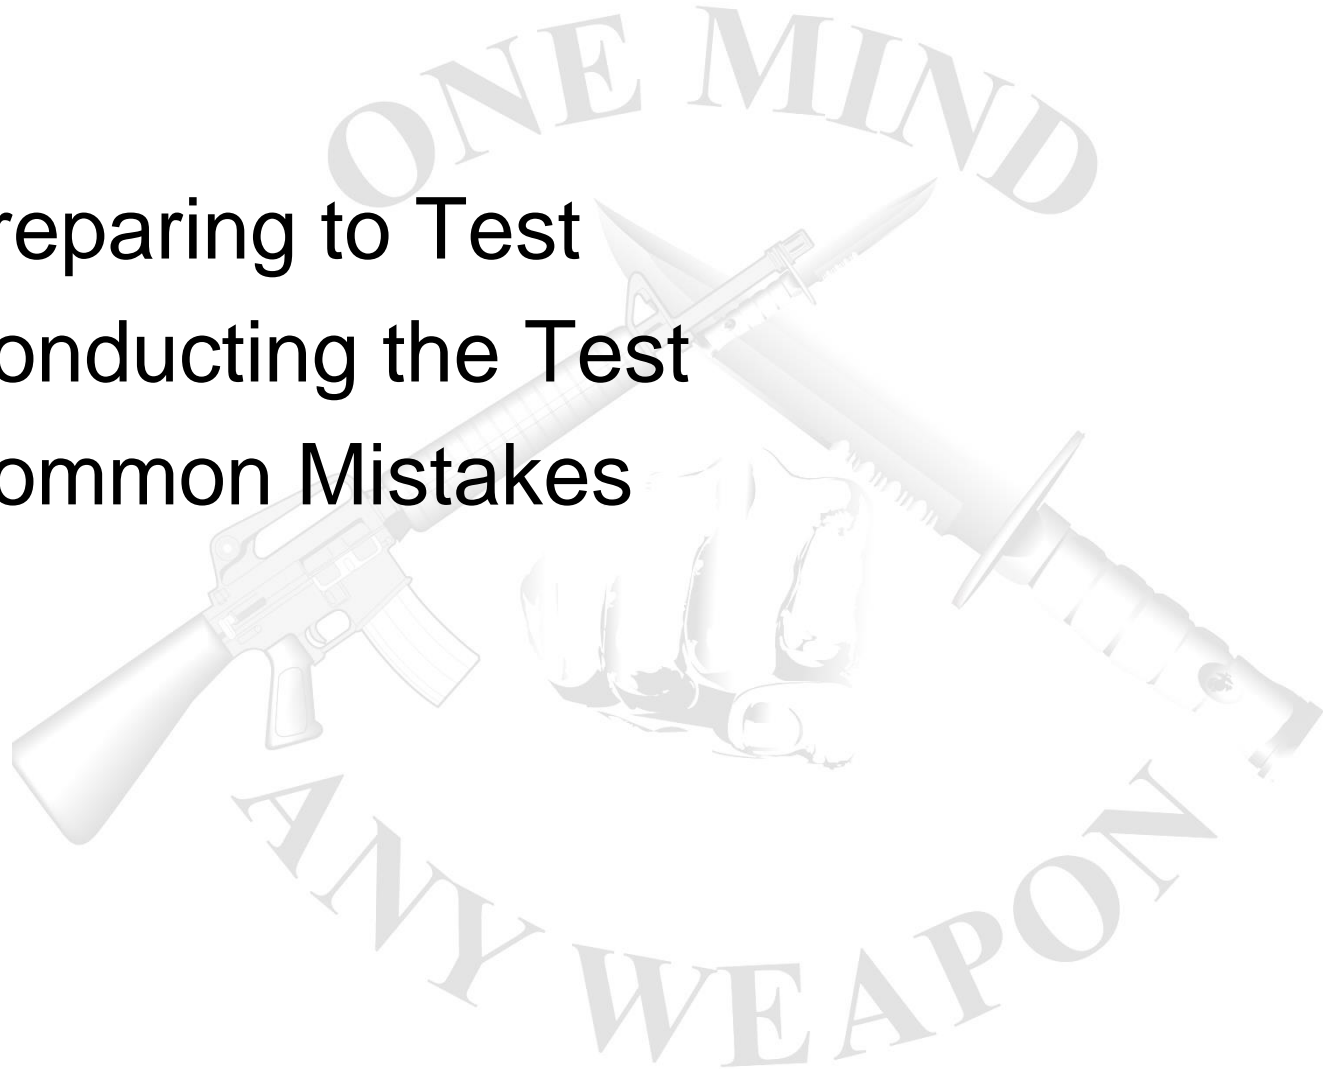 ONE MIND
reparing to Test
onducting the Test
ommon Mistakes
ANY WEAPON